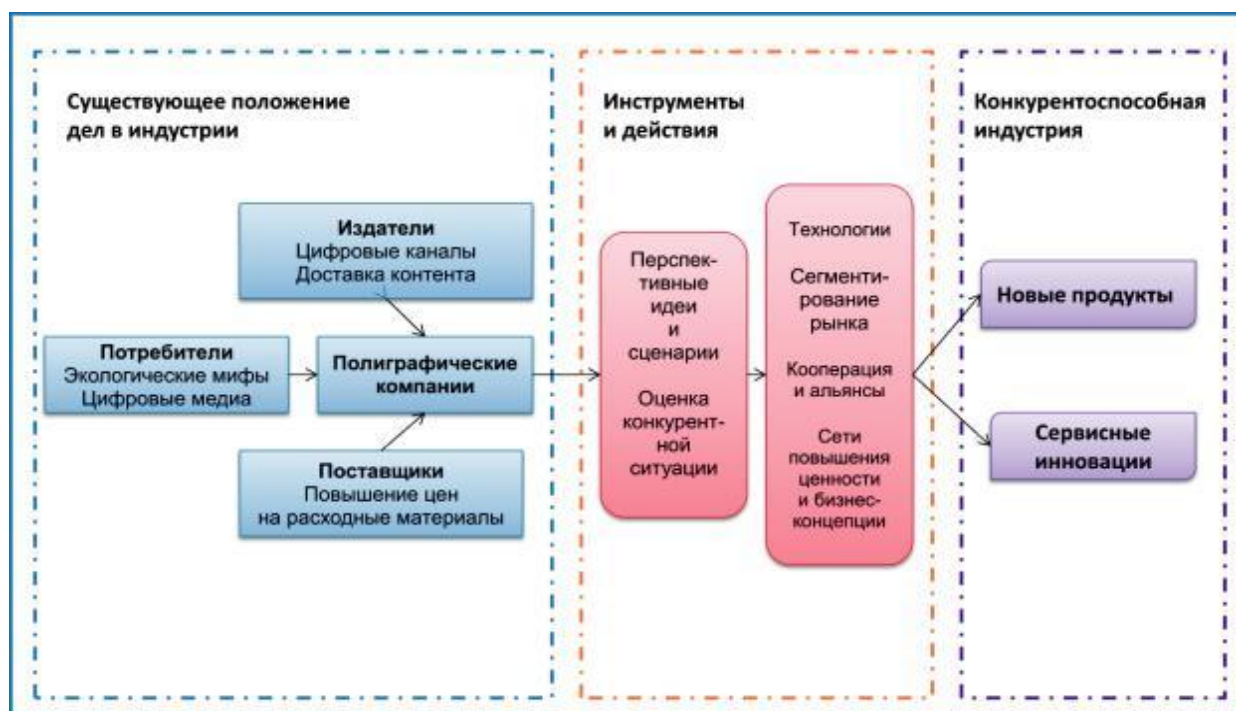 Существующее положение
дел в индустрии
Издатели
Цифровые каналы
Доставка контента
Потребители
Экологические мифы
Цифровые медиа
Полиграфические
компании
Поставщики
Повышение цен
на расходные материалы
Инструменты
и действия
Перспек-
тивные
идеи
и
сценарии
Оценка
конкурент-
ной
ситуации
Технологии
Сегменти-
рование
рынка
Кооперация
и альянсы
Сети
повышения
ценности
и бизнес-
концепции
Конкурентоспособная
индустрия
Новые продукты
Сервисные
инновации